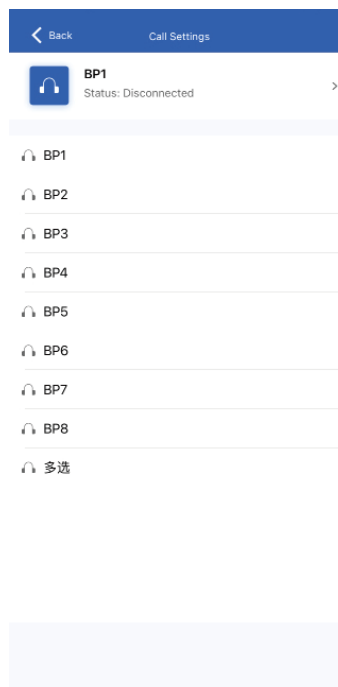 Back
Call Settings
BP1
Status: Disconnected
BP1
BP2
BP3
BP4
BP5
BP6
BP7
BP8
多选